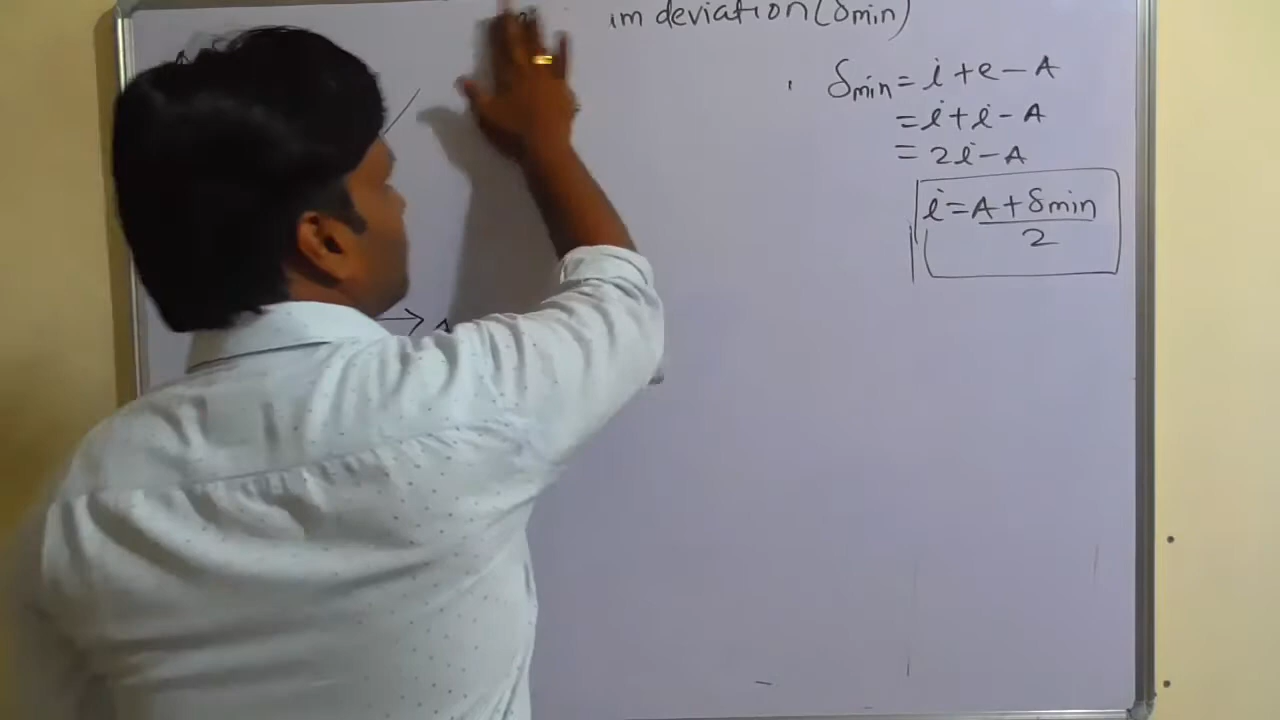 im deviation (δmin)
δmin = i + e - A
= i + i - A
= 2i - A
i = A + δmin / 2